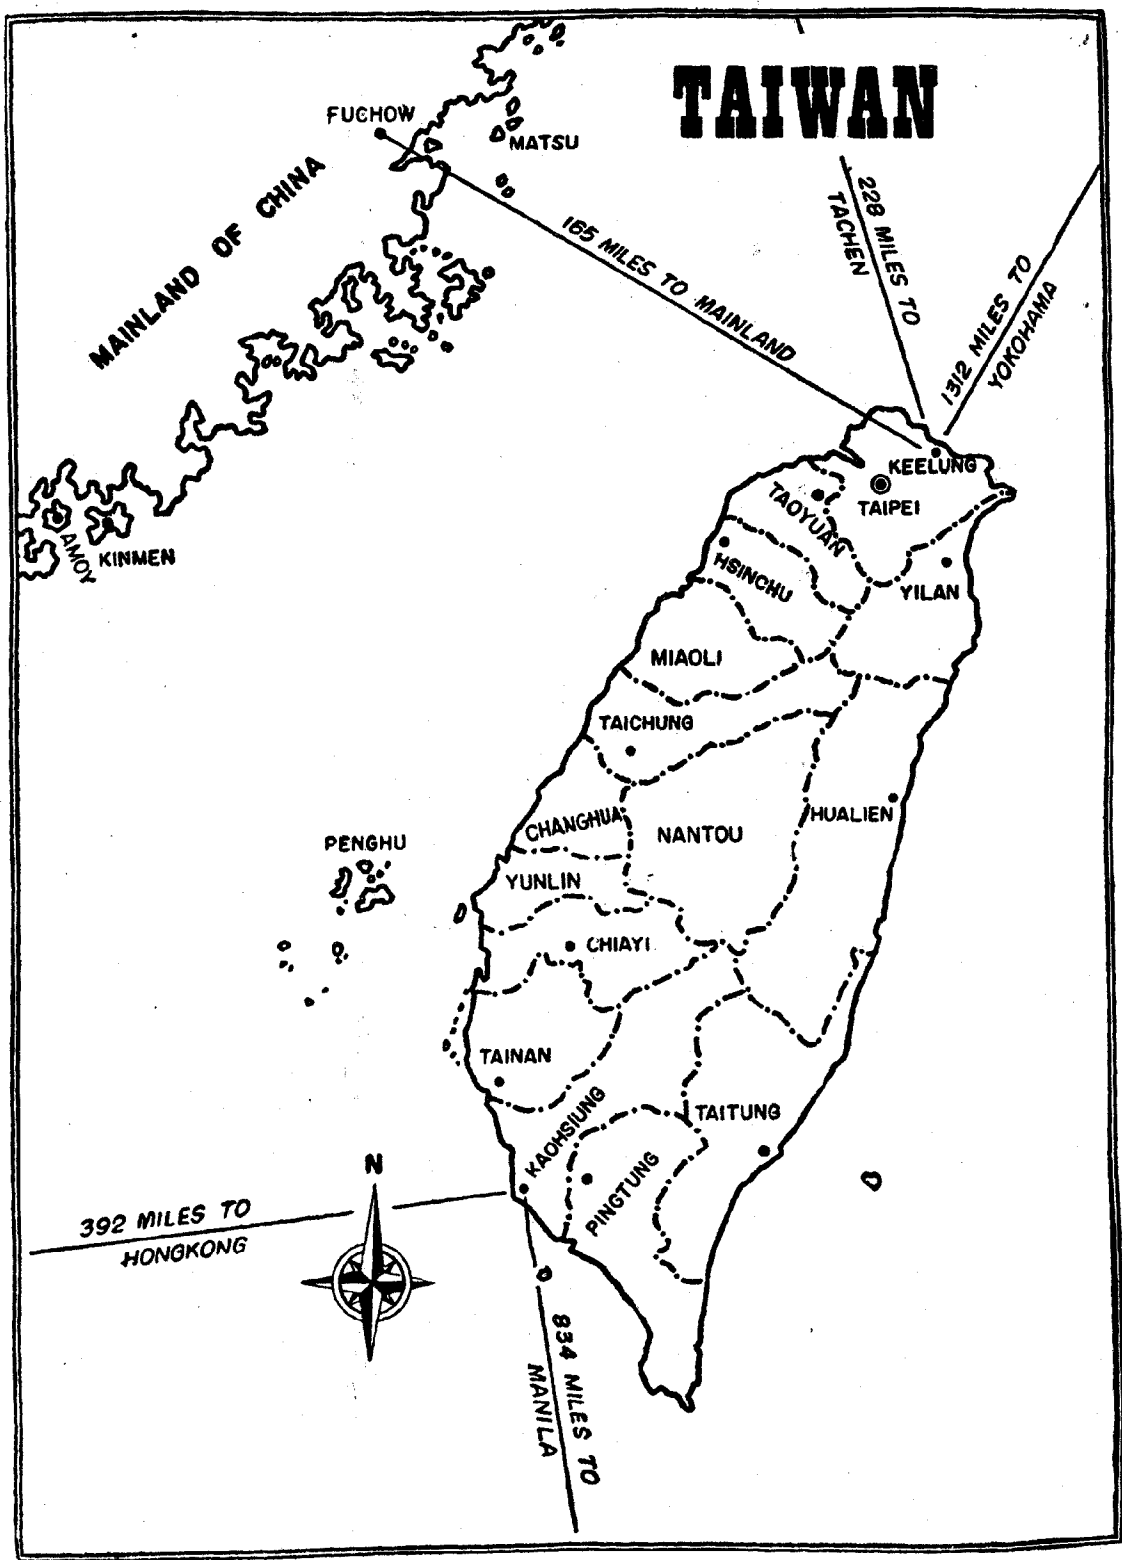 TAIWAN
FUCHOW
MATSU
MAINLAND OF CHINA
165 MILES TO MAINLAND
228 MILES TO
TACHEN
1312 MILES TO
YOKOHAMA
KEELUNG
TAIPEI
TAOYUAN
AMOY
KINMEN
HSINCHU
YILAN
MIAOLI
TAICHUNG
CHANGHUA
NANTOU
HUALIEN
PENGHU
YUNLIN
CHIAYI
TAINAN
KAOHSIUNG
TAITUNG
PINGTUNG
N
392 MILES TO
HONGKONG
834 MILES TO
MANILA